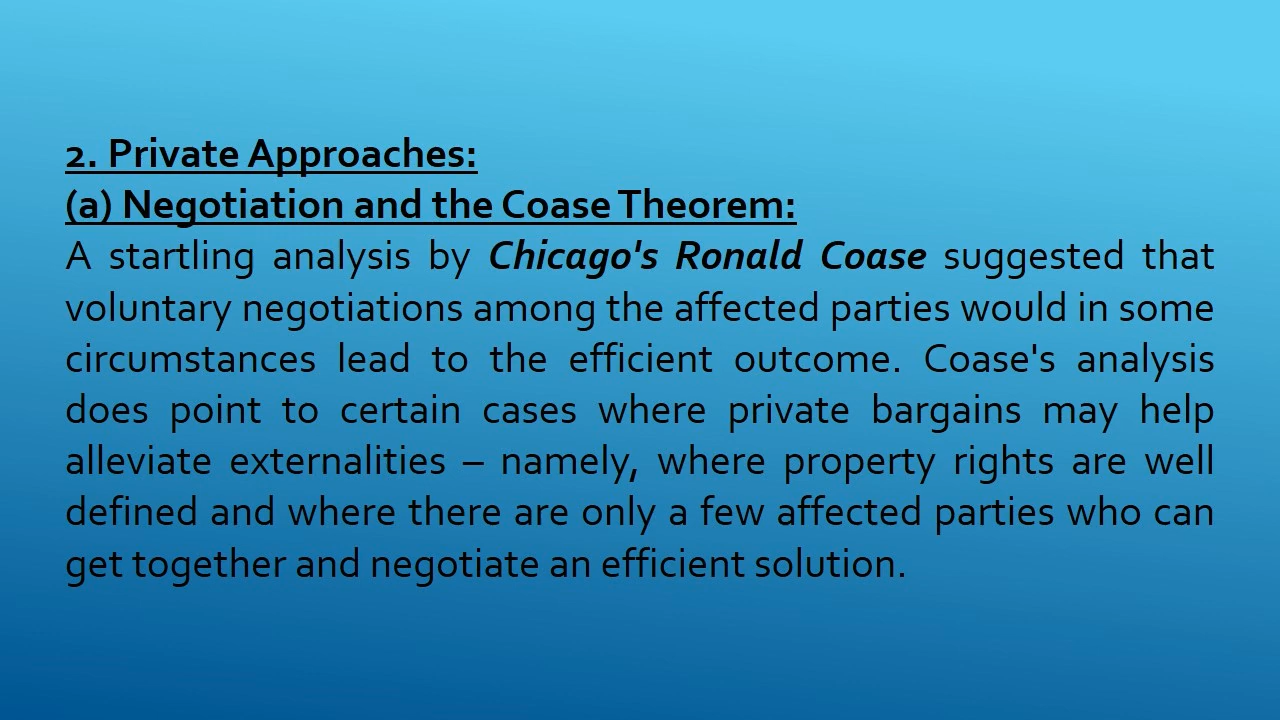 2. Private Approaches:
(a) Negotiation and the Coase Theorem:
A startling analysis by Chicago's Ronald Coase suggested that
voluntary negotiations among the affected parties would in some
circumstances lead to the efficient outcome. Coase's analysis
does point to certain cases where private bargains may help
alleviate externalities – namely, where property rights are well
defined and where there are only a few affected parties who can
get together and negotiate an efficient solution.